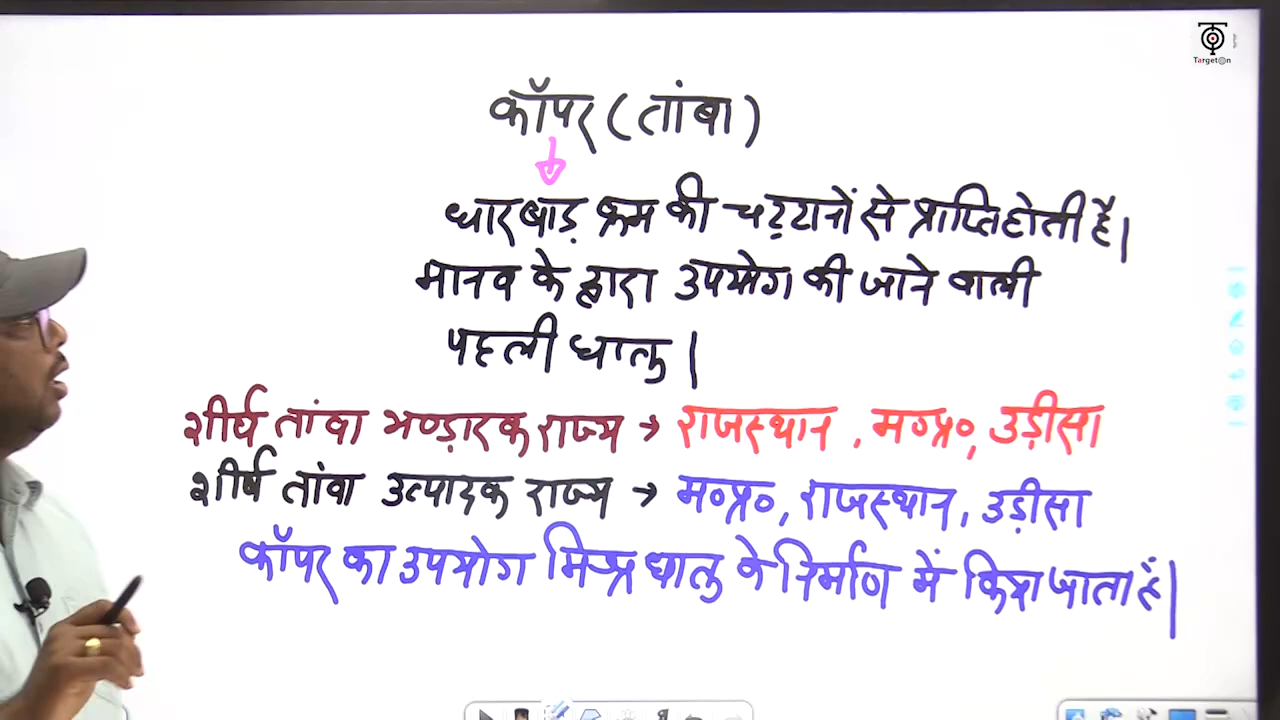 Target@n
कॉपर (तांबा)
धारबाड़ क्रम की चट्टानों से प्राप्ति होती है।
मानव के द्वारा उपयोग की जाने वाली
पहली धातु।
शीर्ष तांबा भण्डारक राज्य → राजस्थान, म०प्र०, उड़ीसा
शीर्ष तांबा उत्पादक राज्य → म०प्र०, राजस्थान, उड़ीसा
कॉपर का उपयोग मिश्र धातु के निर्माण में किया जाता है।